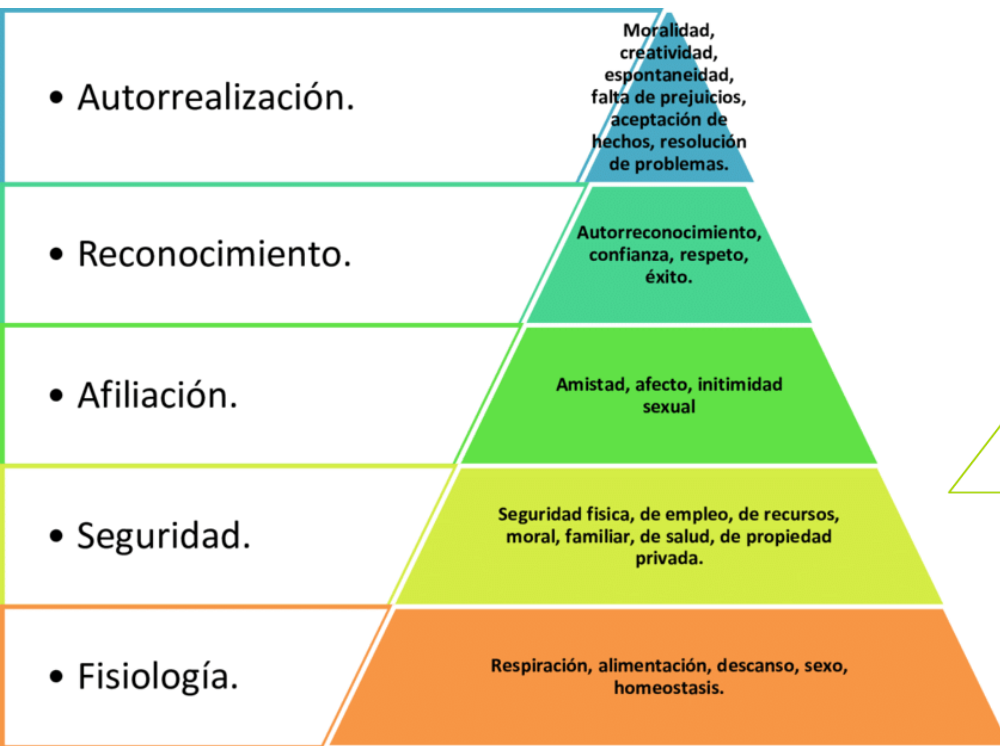 • Autorrealización.
Moralidad,
creatividad,
espontaneidad,
falta de prejuicios,
aceptación de
hechos, resolución
de problemas.
• Reconocimiento.
Autorreconocimiento,
confianza, respeto,
éxito.
• Afiliación.
Amistad, afecto, initimidad
sexual
• Seguridad.
Seguridad fisica, de empleo, de recursos,
moral, familiar, de salud, de propiedad
privada.
• Fisiología.
Respiración, alimentación, descanso, sexo,
homeostasis.